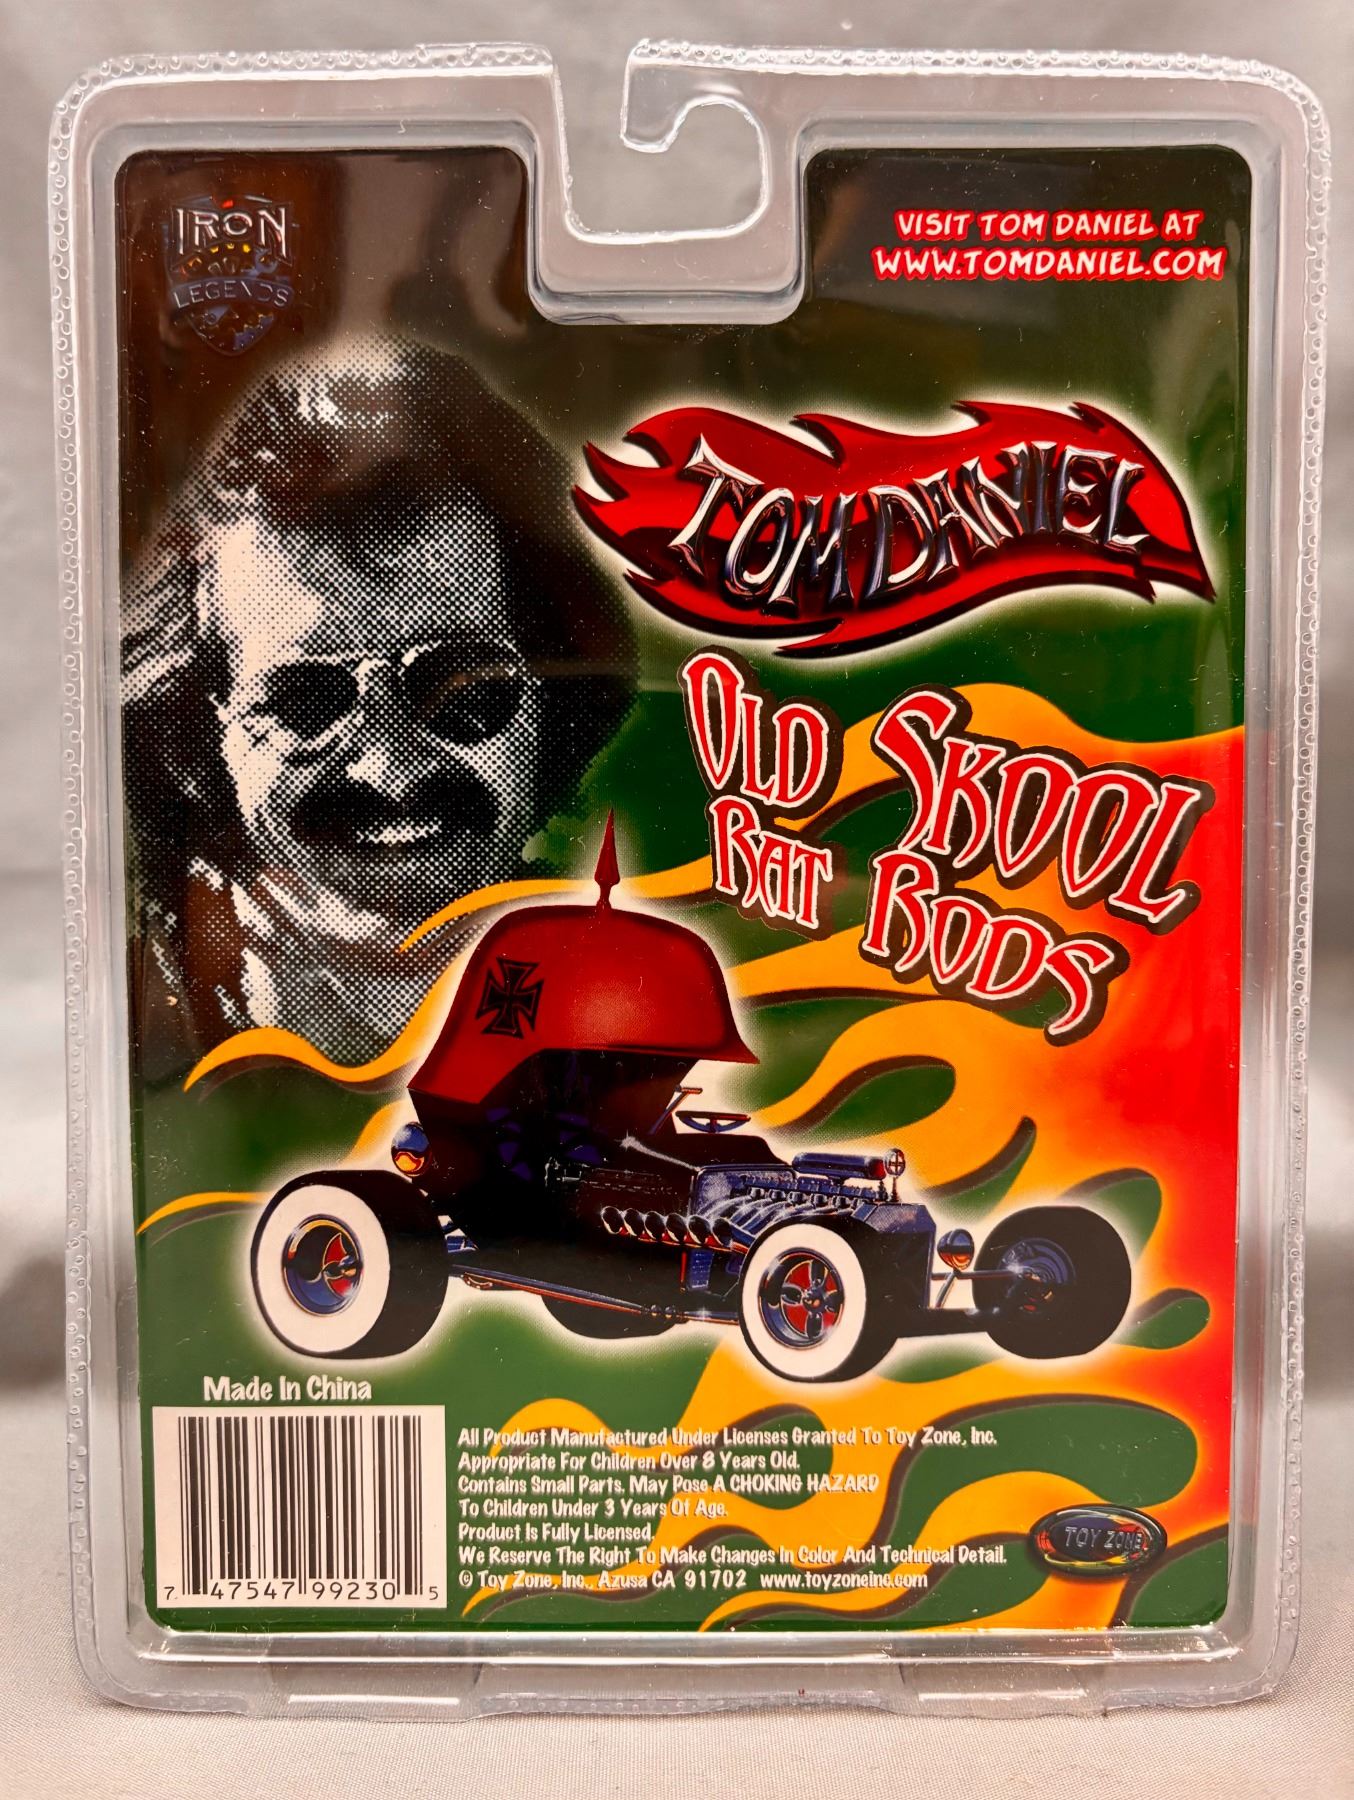 IRON
LEGENDS
VISIT TOM DANIEL AT
WWW.TOMDANIEL.COM
TOM DANIEL
OLD SKOOL
RAT RODS
Made In China
7 47547 99230 5
All Product Manufactured Under Licenses Granted To Toy Zone, Inc.
Appropriate For Children Over 8 Years Old.
Contains Small Parts. May Pose A CHOKING HAZARD
To Children Under 3 Years Of Age.
Product Is Fully Licensed.
We Reserve The Right To Make Changes In Color And Technical Detail.
© Toy Zone, Inc., Azusa CA 91702 www.toyzoneinc.com
TOY ZONE